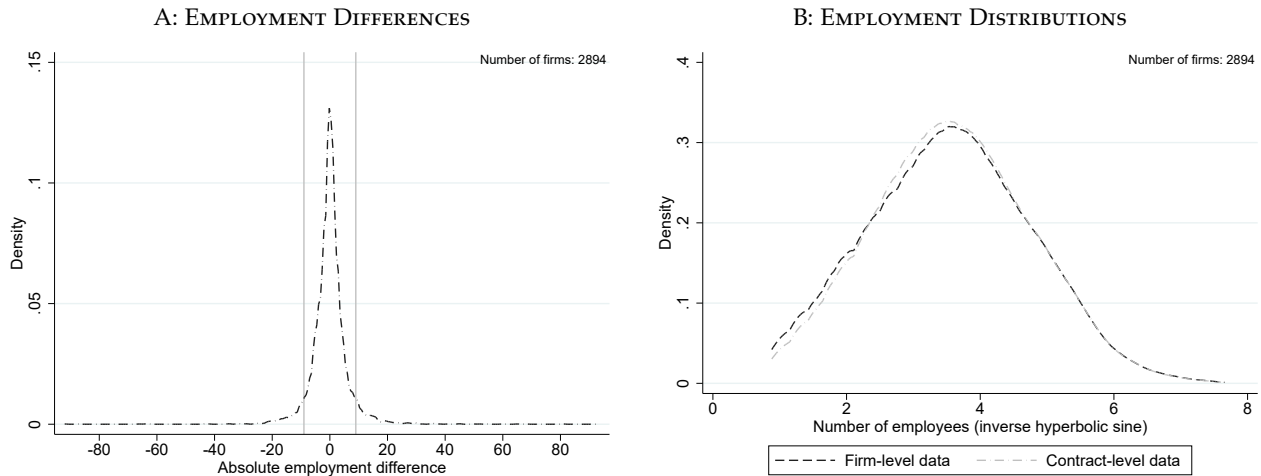 A: Employment Differences
Number of firms: 2894
.15
.1
.05
0
Density
-80 -60 -40 -20 0 20 40 60 80
Absolute employment difference
B: Employment Distributions
Number of firms: 2894
.4
.3
.2
.1
0
Density
0 2 4 6 8
Number of employees (inverse hyperbolic sine)
Firm-level data Contract-level data